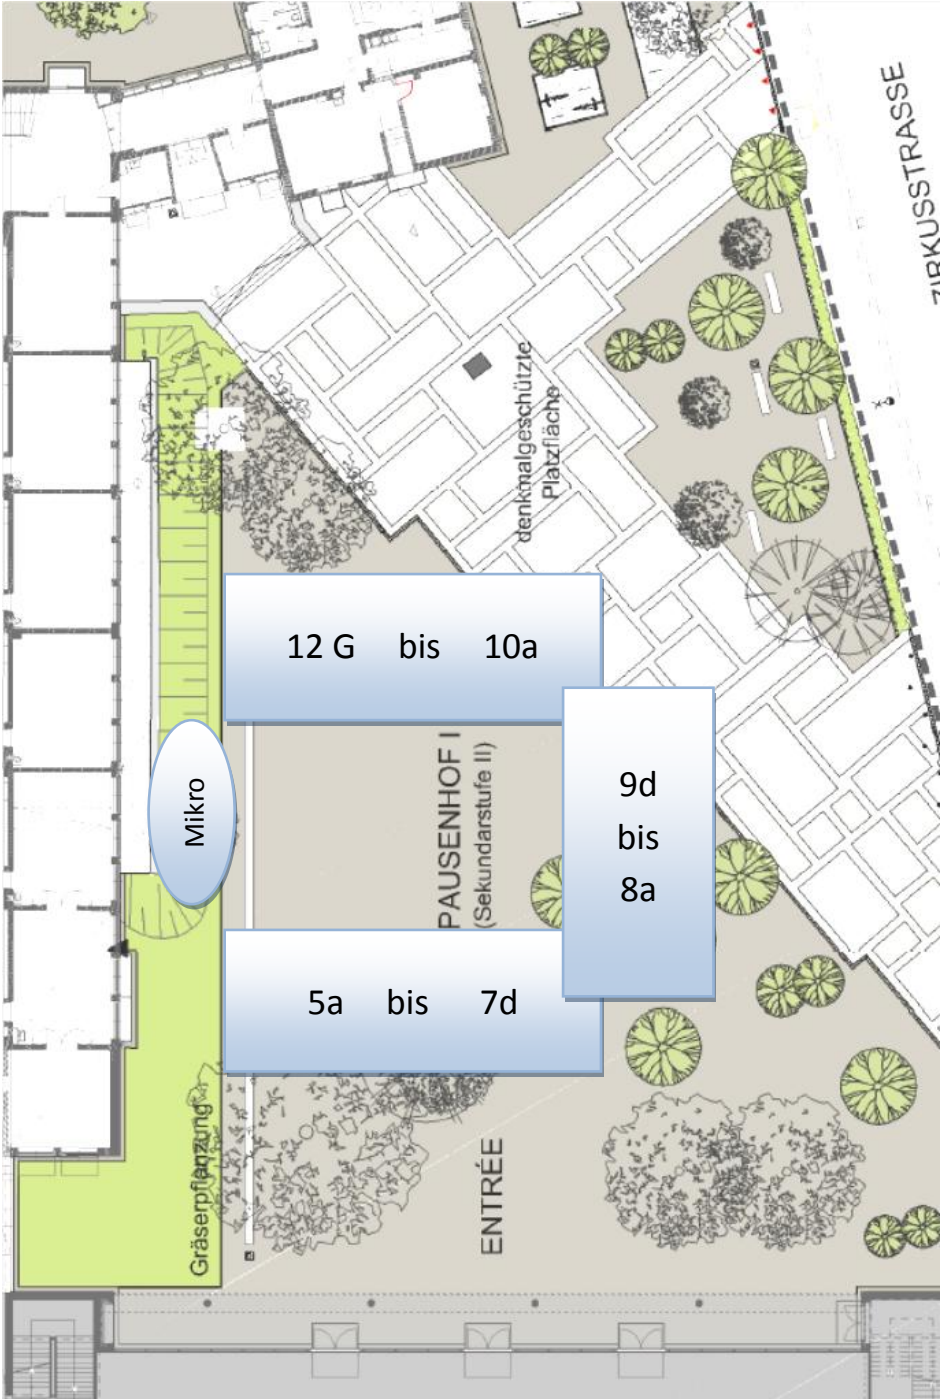 ZIRKUSSTRASSE
denkmalgeschützte
Platzfläche
12 G bis 10a
Mikro
PAUSENHOF I
(Sekundarstufe II)
9d
bis
8a
5a bis 7d
Gräserpflanzung
ENTRÉE